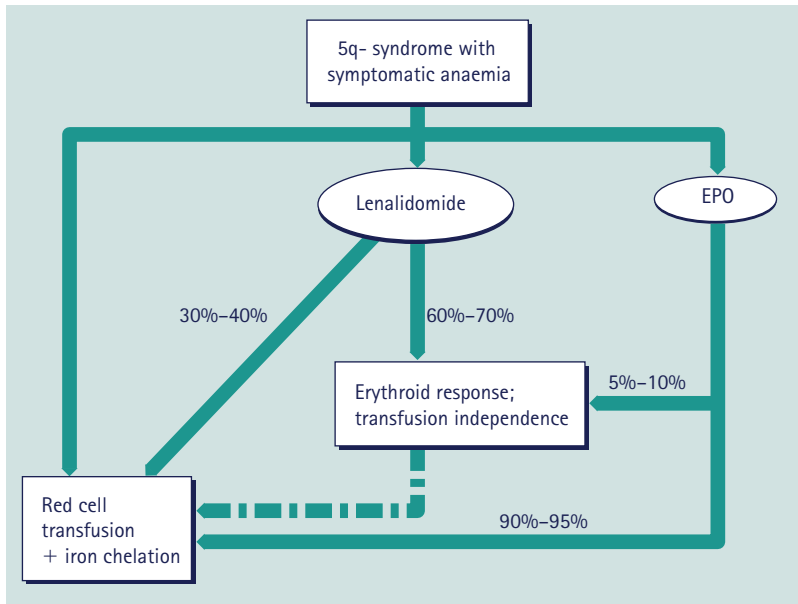 5q- syndrome with
symptomatic anaemia
Lenalidomide
EPO
30%–40%
60%–70%
5%–10%
Erythroid response;
transfusion independence
Red cell
transfusion
+ iron chelation
90%–95%